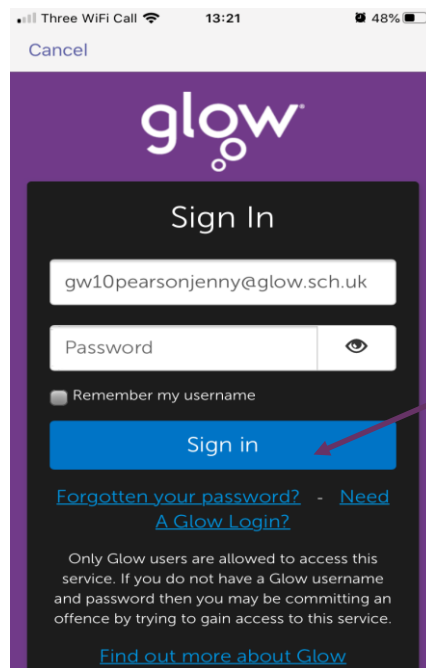 Three WiFi Call 13:21 48%
Cancel
glow
Sign In
gw10pearsonjenny@glow.sch.uk
Password
Remember my username
Sign in
Forgotten your password? - Need
A Glow Login?
Only Glow users are allowed to access this
service. If you do not have a Glow username
and password then you may be committing an
offence by trying to gain access to this service.
Find out more about Glow